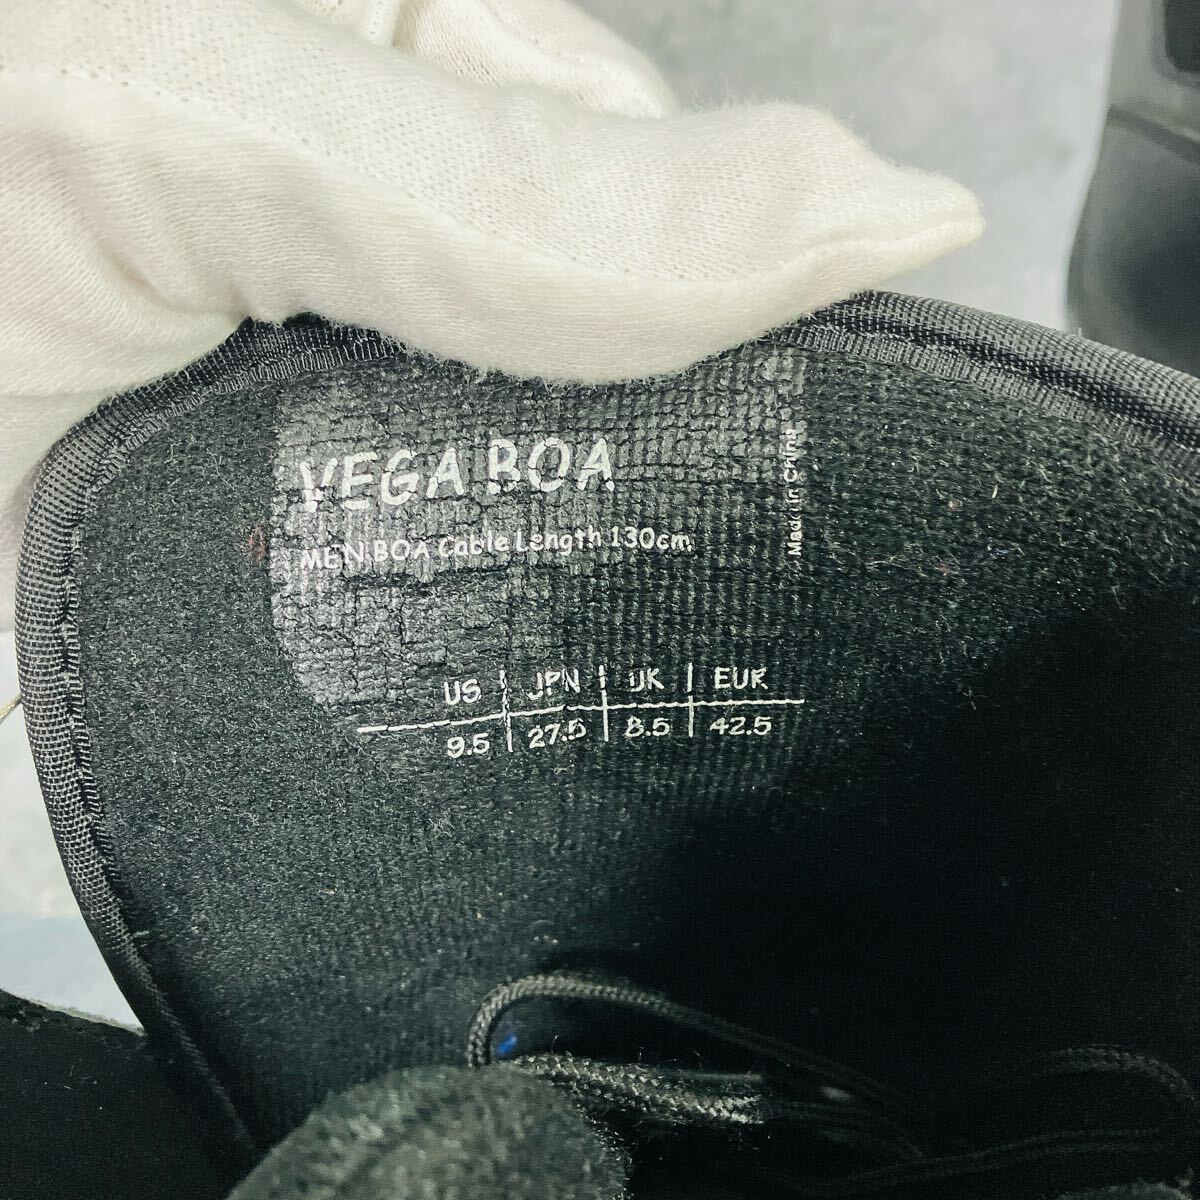 VEGA BOA
MEN BOA Cable Length 130cm
Made in China
US JPN UK EUR
9.5 27.5 8.5 42.5